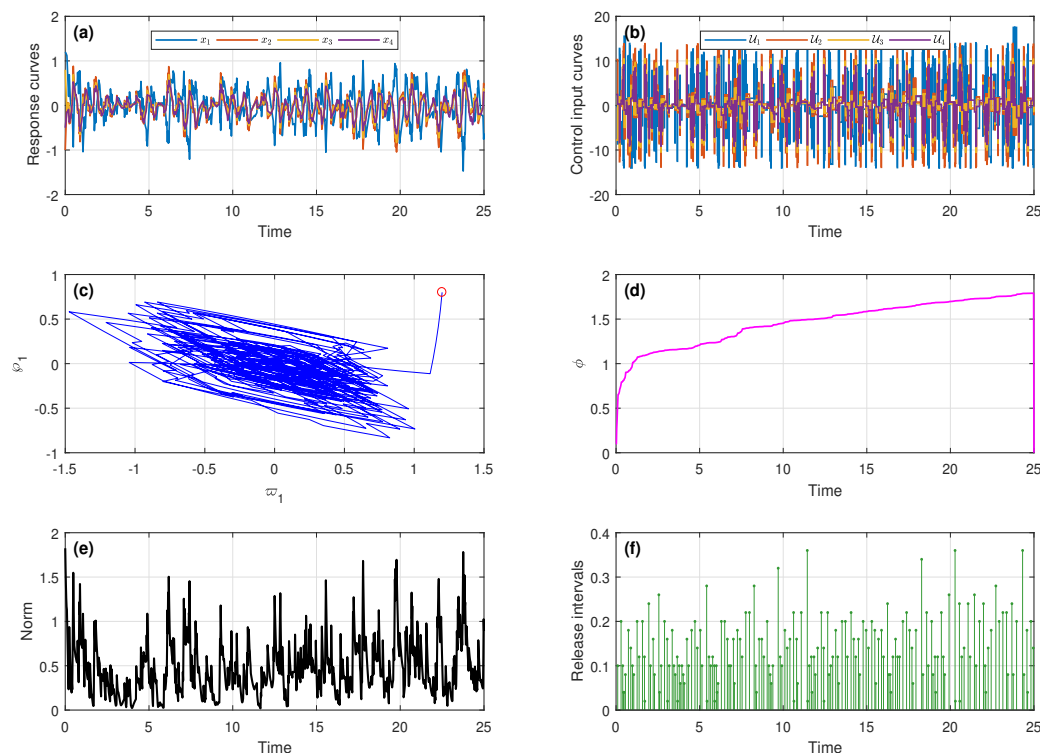 (a)
x₁ x₂ x₃ x₄
Response curves
2
1
0
-1
-2
0 5 10 15 20 25
Time
(b)
𝒰₁ 𝒰₂ 𝒰₃ 𝒰₄
Control input curves
20
10
0
-10
-20
0 5 10 15 20 25
Time
(c)
℘₁
1
0.5
0
-0.5
-1
-1.5 -1 -0.5 0 0.5 1 1.5
ϖ₁
(d)
ϕ
2
1.5
1
0.5
0
0 5 10 15 20 25
Time
(e)
Norm
2
1.5
1
0.5
0
0 5 10 15 20 25
Time
(f)
Release intervals
0.4
0.3
0.2
0.1
0
0 5 10 15 20 25
Time